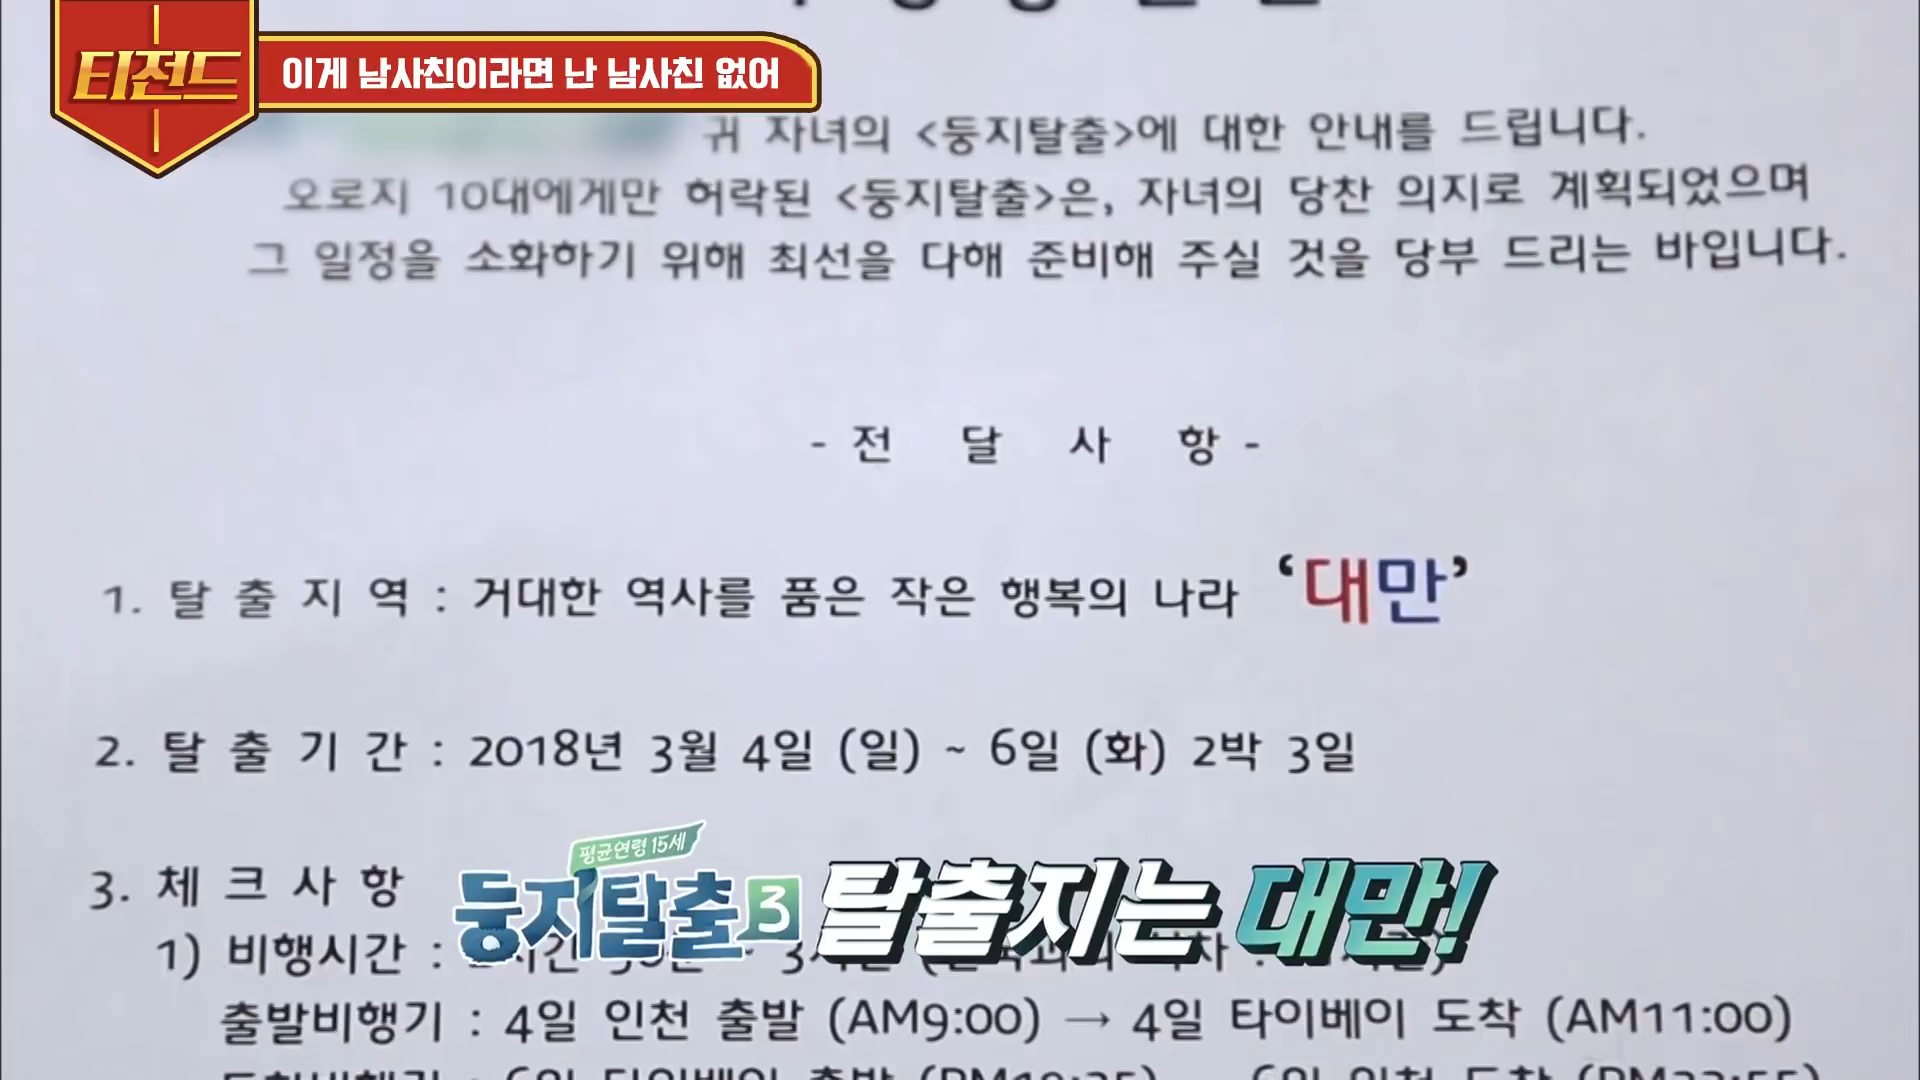 티전드
이게 남사친이라면 난 남사친 없어
귀 자녀의 <둥지탈출>에 대한 안내를 드립니다.
오로지 10대에게만 허락된 <둥지탈출>은, 자녀의 당찬 의지로 계획되었으며
그 일정을 소화하기 위해 최선을 다해 준비해 주실 것을 당부 드리는 바입니다.
- 전 달 사 항 -
1. 탈 출 지 역 : 거대한 역사를 품은 작은 행복의 나라 ‘대만’
2. 탈 출 기 간 : 2018년 3월 4일 (일) ~ 6일 (화) 2박 3일
3. 체 크 사 항
평균연령 15세
둥지탈출3 탈출지는 대만!
1) 비행시간 :
출발비행기 : 4일 인천 출발 (AM9:00) → 4일 타이베이 도착 (AM11:00)